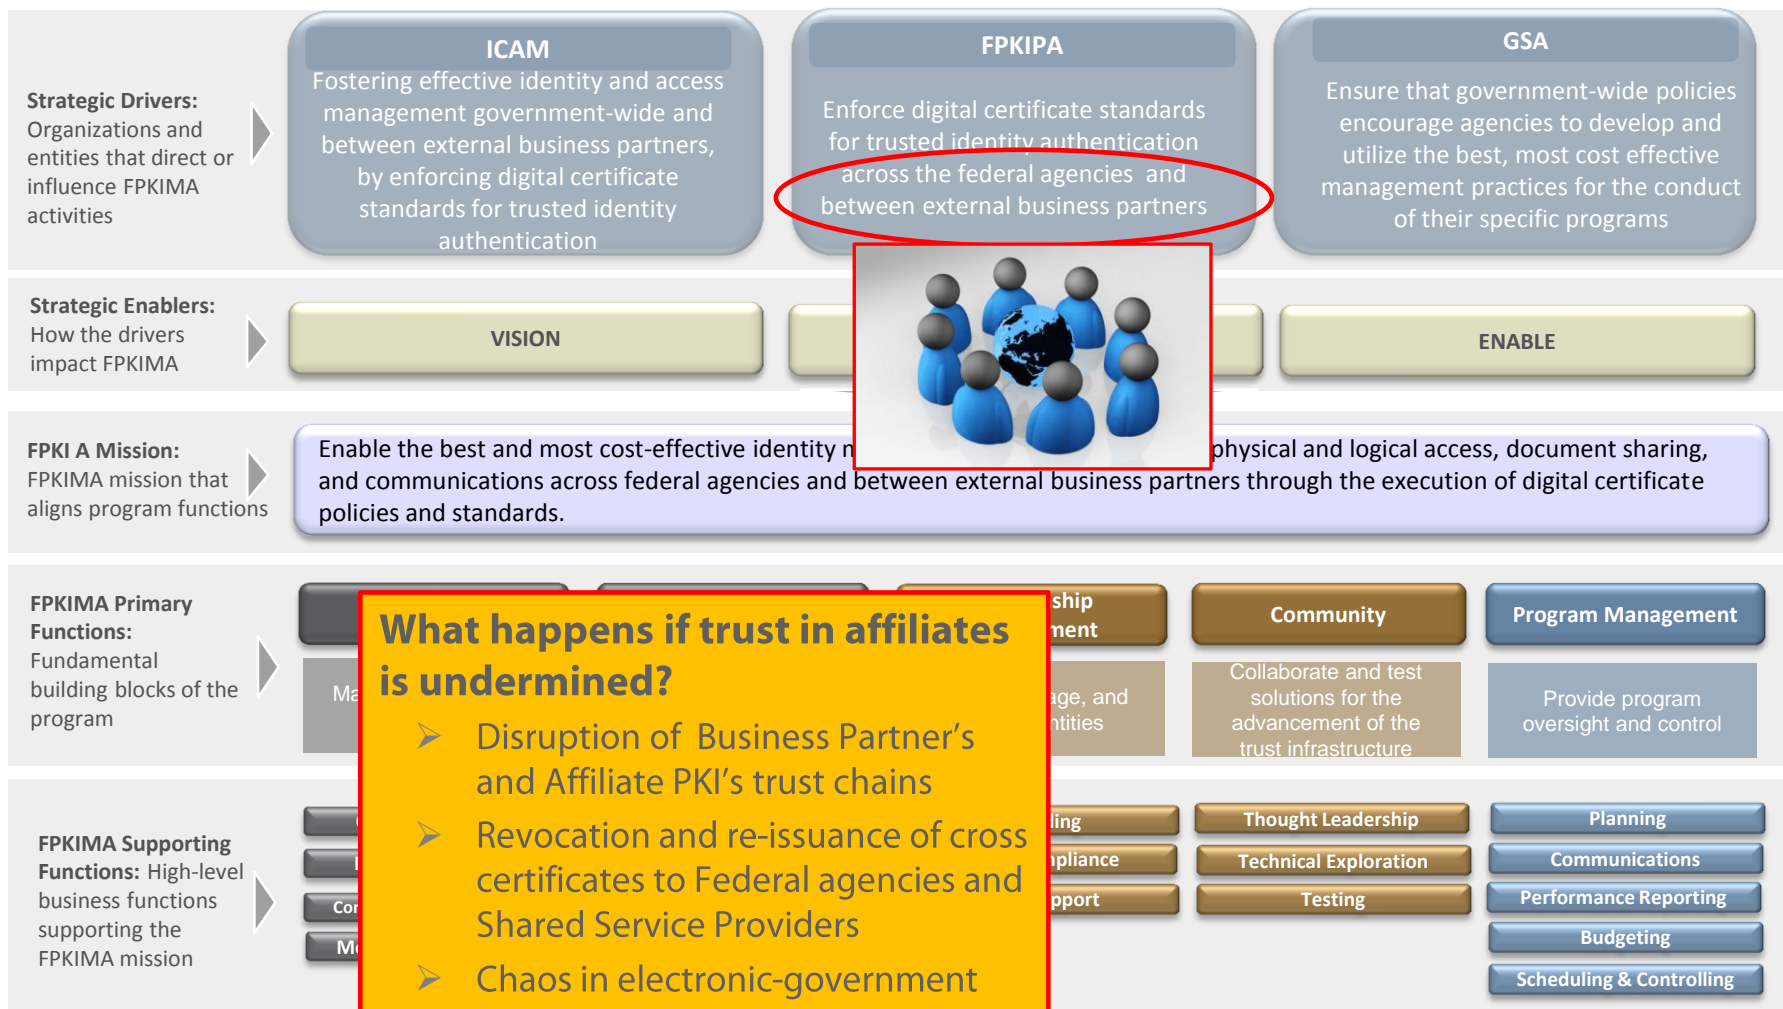 Strategic Drivers:
Organizations and
entities that direct or
influence FPKIMA
activities
ICAM
Fostering effective identity and access
management government-wide and
between external business partners,
by enforcing digital certificate
standards for trusted identity
authentication
FPKIPA
Enforce digital certificate standards
for trusted identity authentication
across the federal agencies and
between external business partners
GSA
Ensure that government-wide policies
encourage agencies to develop and
utilize the best, most cost effective
management practices for the conduct
of their specific programs
Strategic Enablers:
How the drivers
impact FPKIMA
VISION
ENABLE
FPKI A Mission:
FPKIMA mission that
aligns program functions
Enable the best and most cost-effective identity physical and logical access, document sharing,
and communications across federal agencies and between external business partners through the execution of digital certificate
policies and standards.
FPKIMA Primary
Functions:
Fundamental
building blocks of the
program
ship
ment
Community
Program Management
age, and
ntities
Collaborate and test
solutions for the
advancement of the
trust infrastructure
Provide program
oversight and control
What happens if trust in affiliates
is undermined?
➢ Disruption of Business Partner’s
and Affiliate PKI’s trust chains
➢ Revocation and re-issuance of cross
certificates to Federal agencies and
Shared Service Providers
➢ Chaos in electronic-government
FPKIMA Supporting
Functions: High-level
business functions
supporting the
FPKIMA mission
ling
mpliance
pport
Thought Leadership
Technical Exploration
Testing
Planning
Communications
Performance Reporting
Budgeting
Scheduling & Controlling